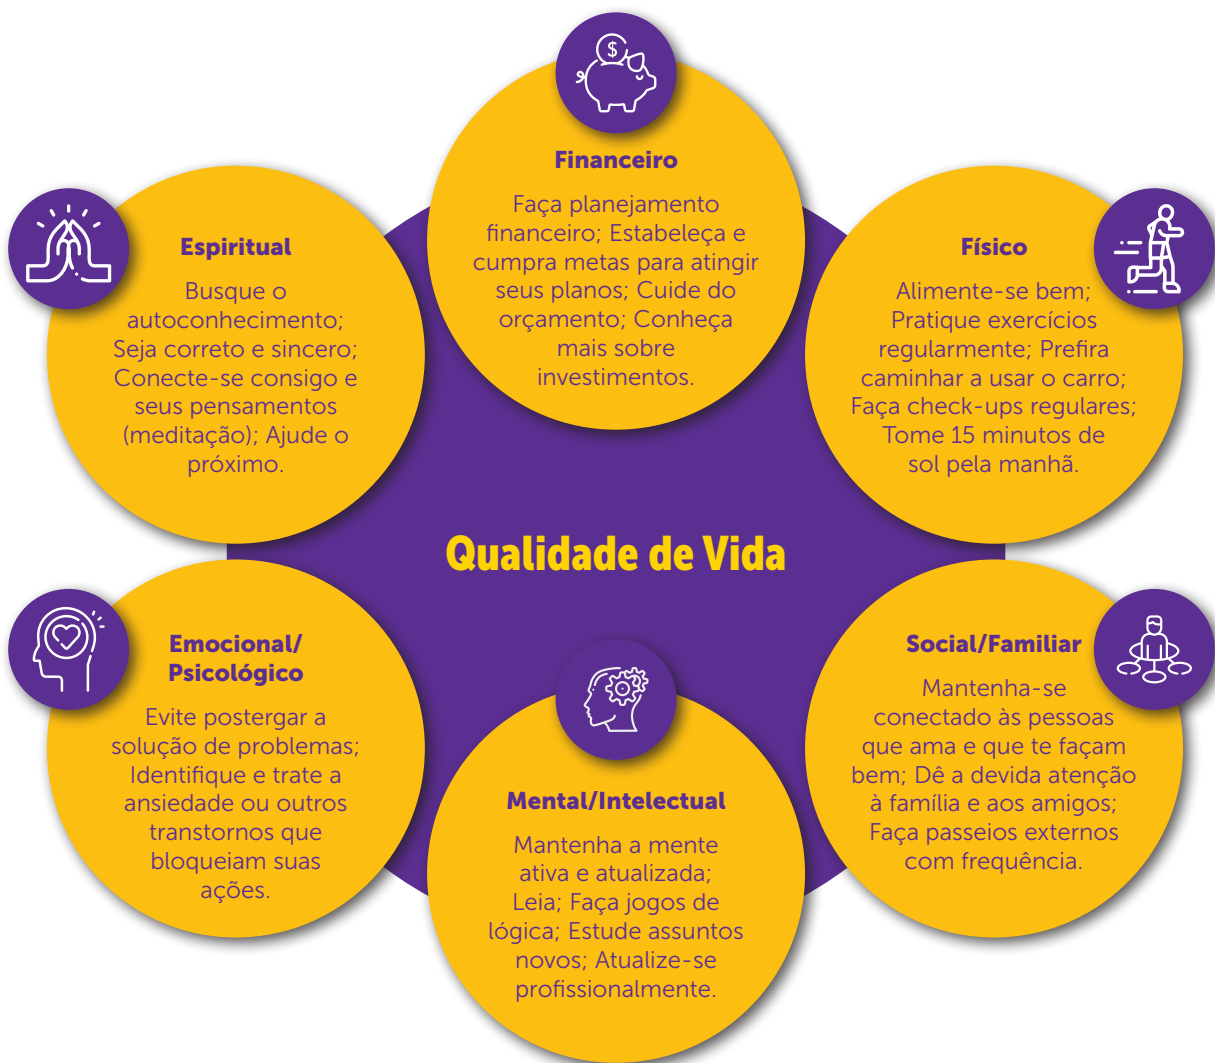 $
Financeiro
Faça planejamento
financeiro; Estabeleça e
cumpra metas para atingir
seus planos; Cuide do
orçamento; Conheça
mais sobre
investimentos.
Espiritual
Busque o
autoconhecimento;
Seja correto e sincero;
Conecte-se consigo e
seus pensamentos
(meditação); Ajude o
próximo.
Físico
Alimente-se bem;
Pratique exercícios
regularmente; Prefira
caminhar a usar o carro;
Faça check-ups regulares;
Tome 15 minutos de
sol pela manhã.
Qualidade de Vida
Emocional/
Psicológico
Evite postergar a
solução de problemas;
Identifique e trate a
ansiedade ou outros
transtornos que
bloqueiam suas
ações.
Mental/Intelectual
Mantenha a mente
ativa e atualizada;
Leia; Faça jogos de
lógica; Estude assuntos
novos; Atualize-se
profissionalmente.
Social/Familiar
Mantenha-se
conectado às pessoas
que ama e que te façam
bem; Dê a devida atenção
à família e aos amigos;
Faça passeios externos
com frequência.